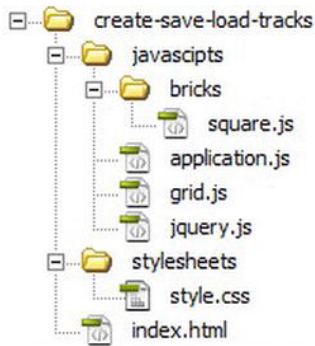 create-save-load-tracks
javascipts
bricks
square.js
application.js
grid.js
jquery.js
stylesheets
style.css
index.html